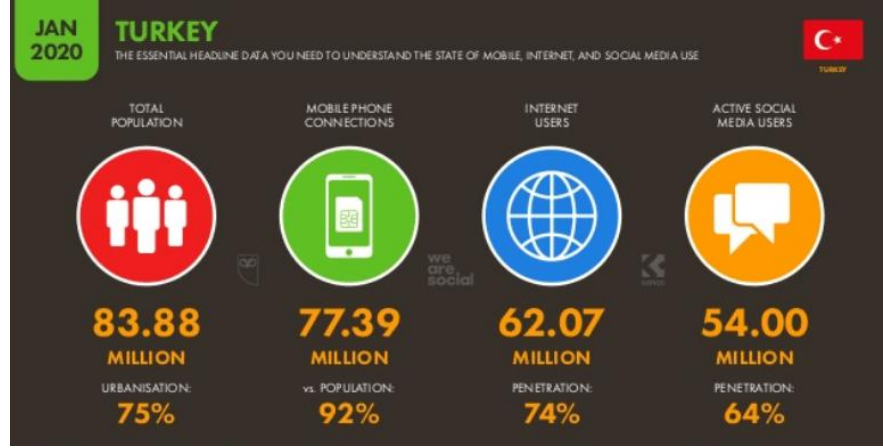 JAN
2020
TURKEY
THE ESSENTIAL HEADLINE DATA YOU NEED TO UNDERSTAND THE STATE OF MOBILE, INTERNET, AND SOCIAL MEDIA USE
TURKEY
TOTAL
POPULATION
MOBILE PHONE
CONNECTIONS
INTERNET
USERS
ACTIVE SOCIAL
MEDIA USERS
we
are
social
KEPIOS
83.88
MILLION
URBANISATION:
75%
77.39
MILLION
vs. POPULATION:
92%
62.07
MILLION
PENETRATION:
74%
54.00
MILLION
PENETRATION:
64%